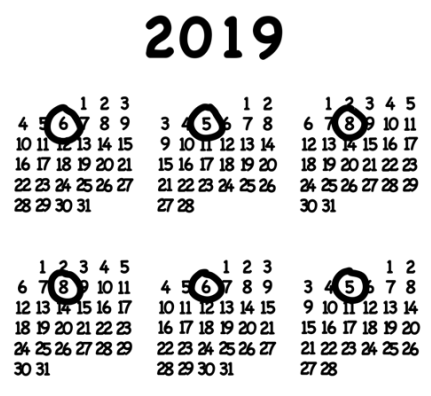 2019
1 2 3
4 5 6 7 8 9
10 11 12 13 14 15
16 17 18 19 20 21
22 23 24 25 26 27
28 29 30 31
1 2
3 4 5 6 7 8
9 10 11 12 13 14
15 16 17 18 19 20
21 22 23 24 25 26
27 28
1 2 3 4 5
6 7 8 9 10 11
12 13 14 15 16 17
18 19 20 21 22 23
24 25 26 27 28 29
30 31
1 2 3 4 5
6 7 8 9 10 11
12 13 14 15 16 17
18 19 20 21 22 23
24 25 26 27 28 29
30 31
1 2 3
4 5 6 7 8 9
10 11 12 13 14 15
16 17 18 19 20 21
22 23 24 25 26 27
28 29 30 31
1 2
3 4 5 6 7 8
9 10 11 12 13 14
15 16 17 18 19 20
21 22 23 24 25 26
27 28